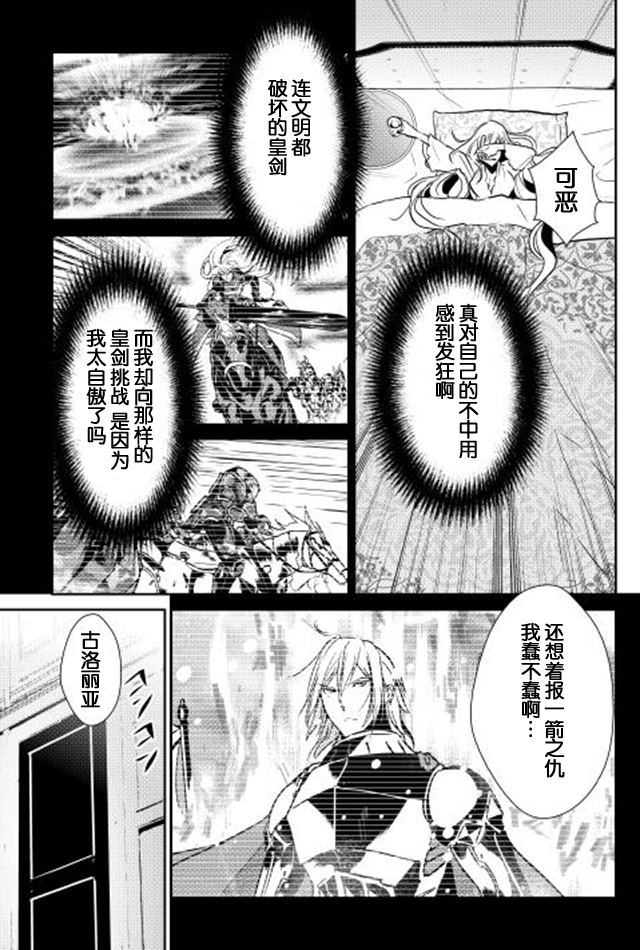 可恶
真对自己的不中用
感到发狂啊
连文明都
破坏的皇剑
而我却向那样的
皇剑挑战 是因为
我太自傲了吗
还想着报一箭之仇
我蠢不蠢啊…
古洛丽亚